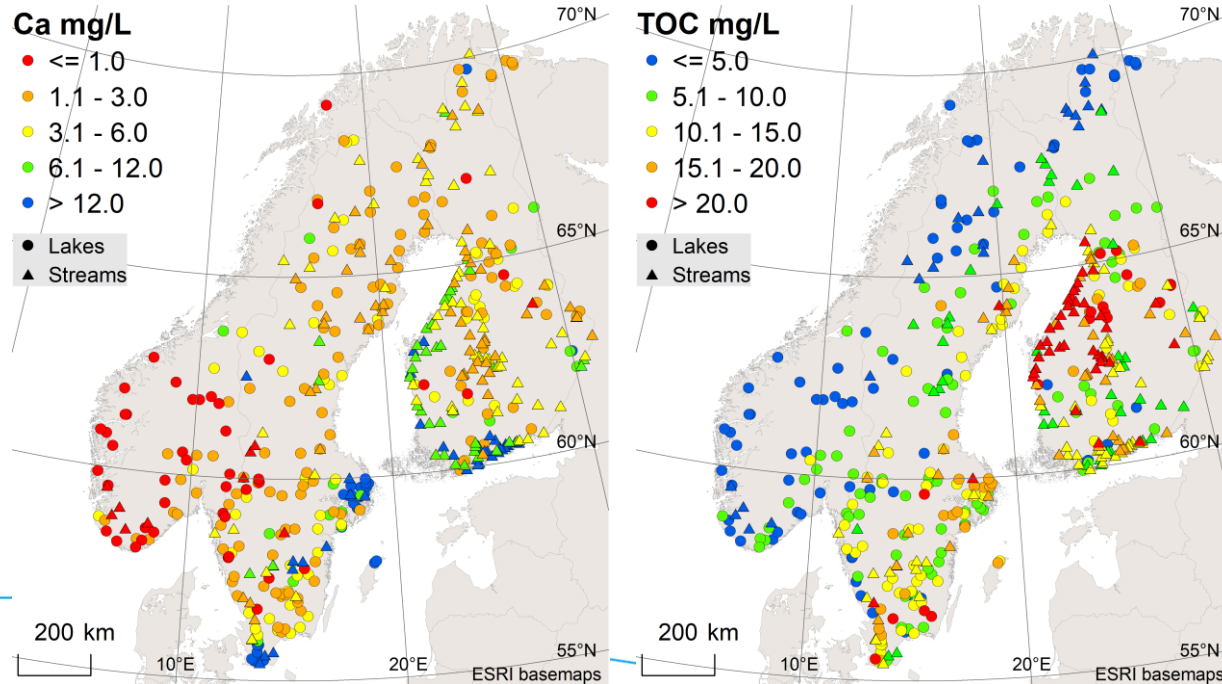 Ca mg/L
<= 1.0
1.1 - 3.0
3.1 - 6.0
6.1 - 12.0
> 12.0
Lakes
Streams
70°N
65°N
60°N
55°N
200 km
10°E
20°E
ESRI basemaps
TOC mg/L
<= 5.0
5.1 - 10.0
10.1 - 15.0
15.1 - 20.0
> 20.0
Lakes
Streams
70°N
65°N
60°N
55°N
200 km
10°E
20°E
ESRI basemaps